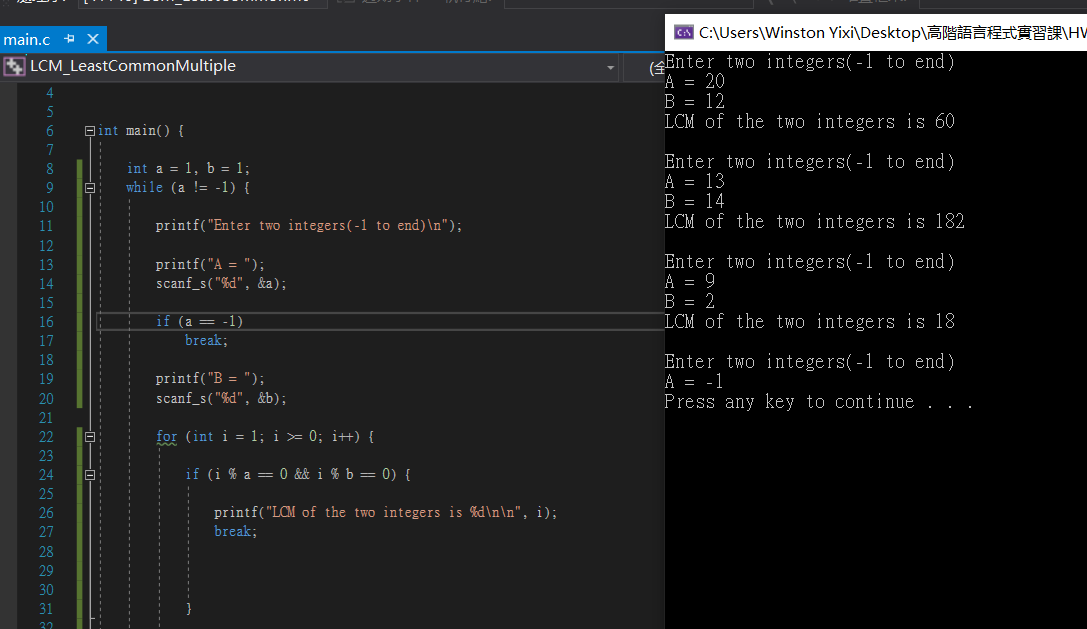 main.c
LCM_LeastCommonMultiple
(全
4
5
6 int main() {
7
8 int a = 1, b = 1;
9 while (a != -1) {
10
11 printf("Enter two integers(-1 to end)\n");
12
13 printf("A = ");
14 scanf_s("%d", &a);
15
16 if (a == -1)
17 break;
18
19 printf("B = ");
20 scanf_s("%d", &b);
21
22 for (int i = 1; i >= 0; i++) {
23
24 if (i % a == 0 && i % b == 0) {
25
26 printf("LCM of the two integers is %d\n\n", i);
27 break;
28
29
30
31 }
32
C:\Users\Winston Yixi\Desktop\高階語言程式實習課\HW
Enter two integers(-1 to end)
A = 20
B = 12
LCM of the two integers is 60
Enter two integers(-1 to end)
A = 13
B = 14
LCM of the two integers is 182
Enter two integers(-1 to end)
A = 9
B = 2
LCM of the two integers is 18
Enter two integers(-1 to end)
A = -1
Press any key to continue . . .